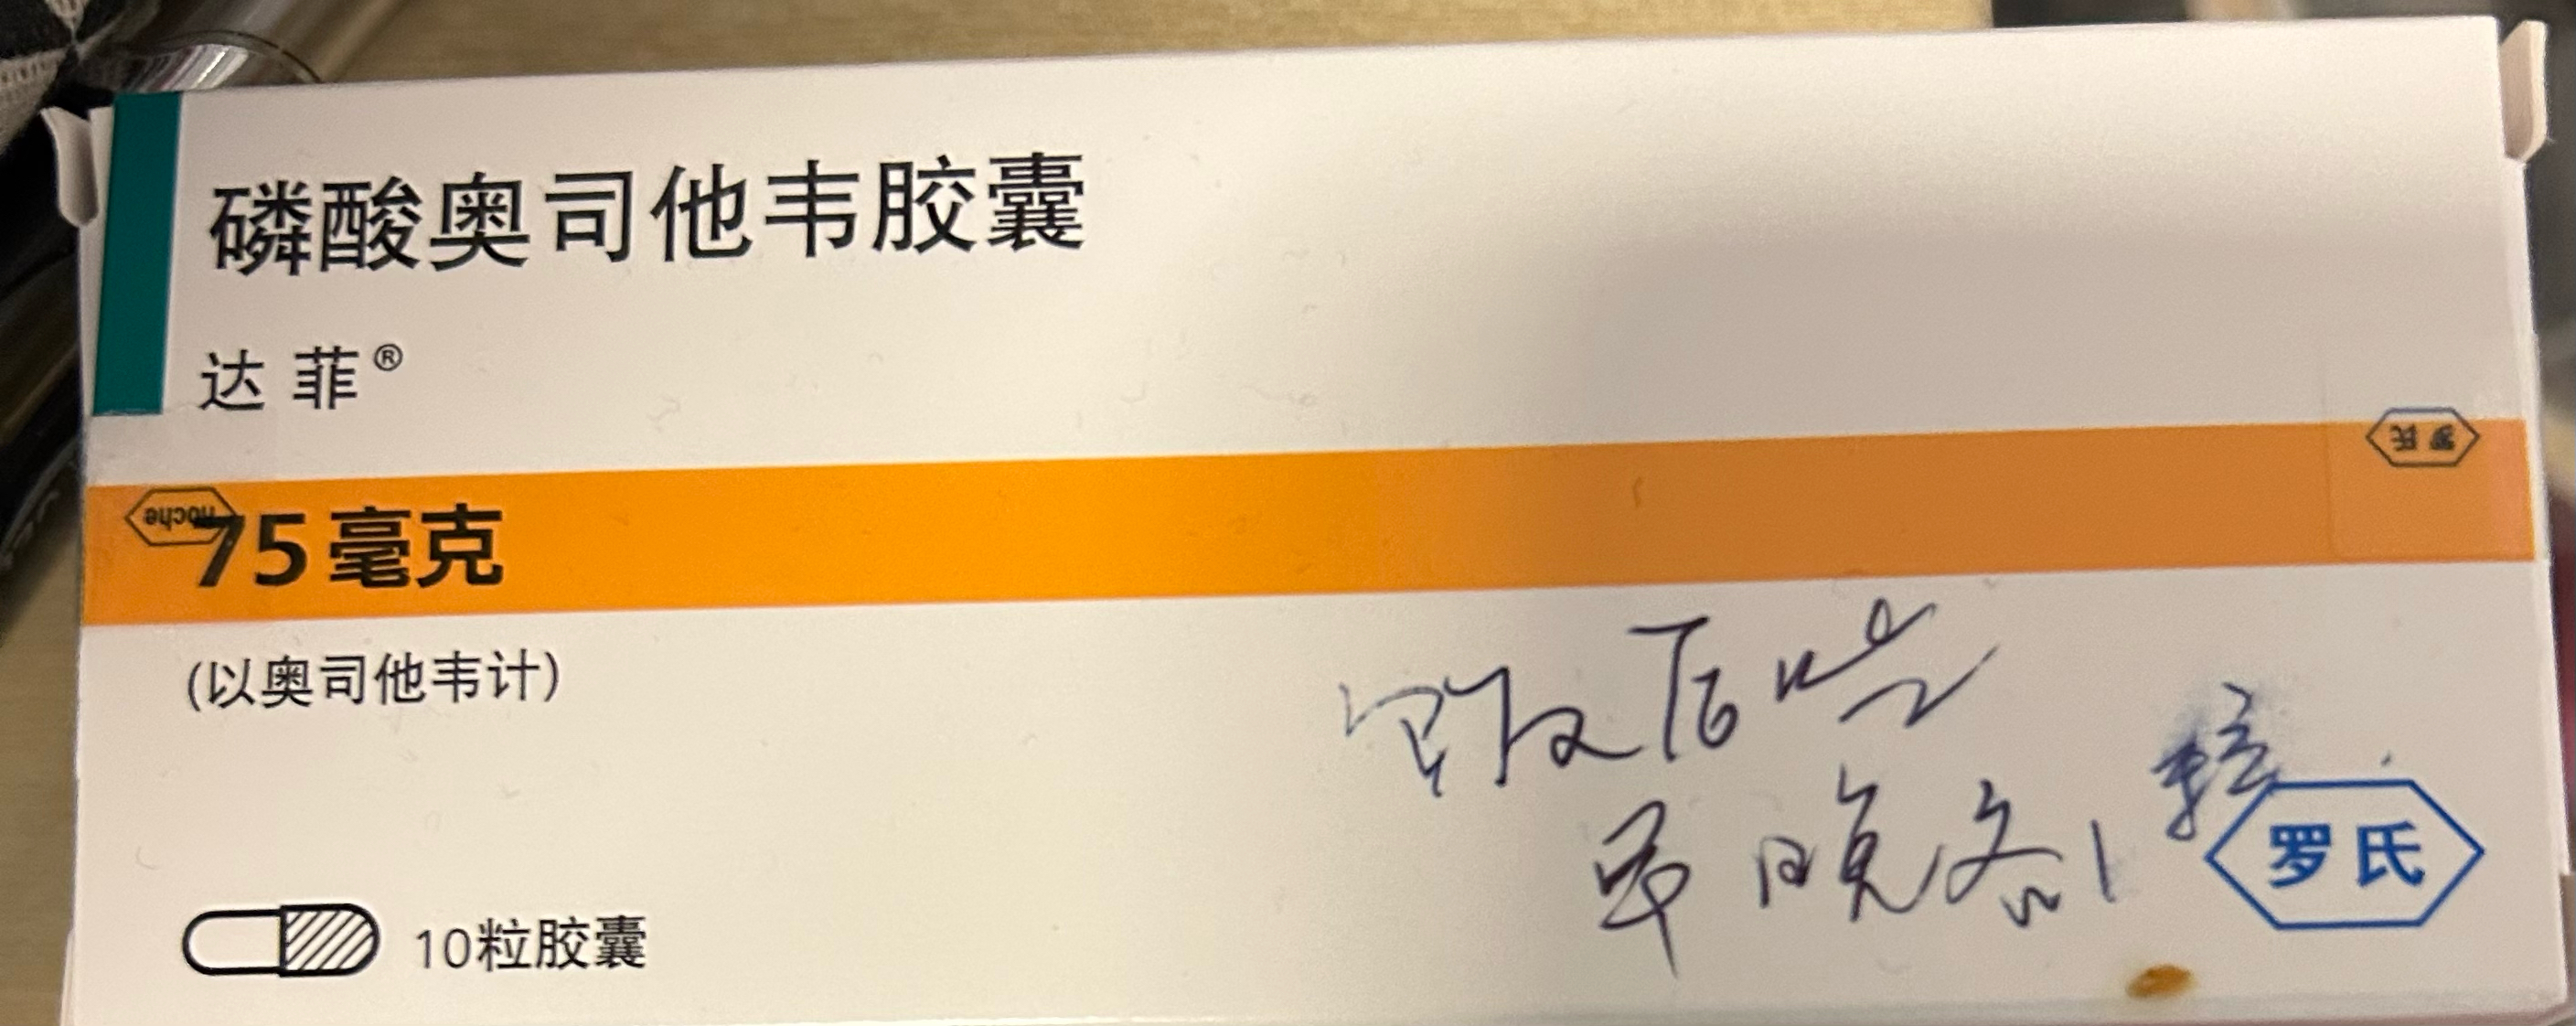 磷酸奥司他韦胶囊
达菲®
罗氏
Roche
75毫克
(以奥司他韦计)
饭后吃
早晚各1粒
罗氏
10粒胶囊